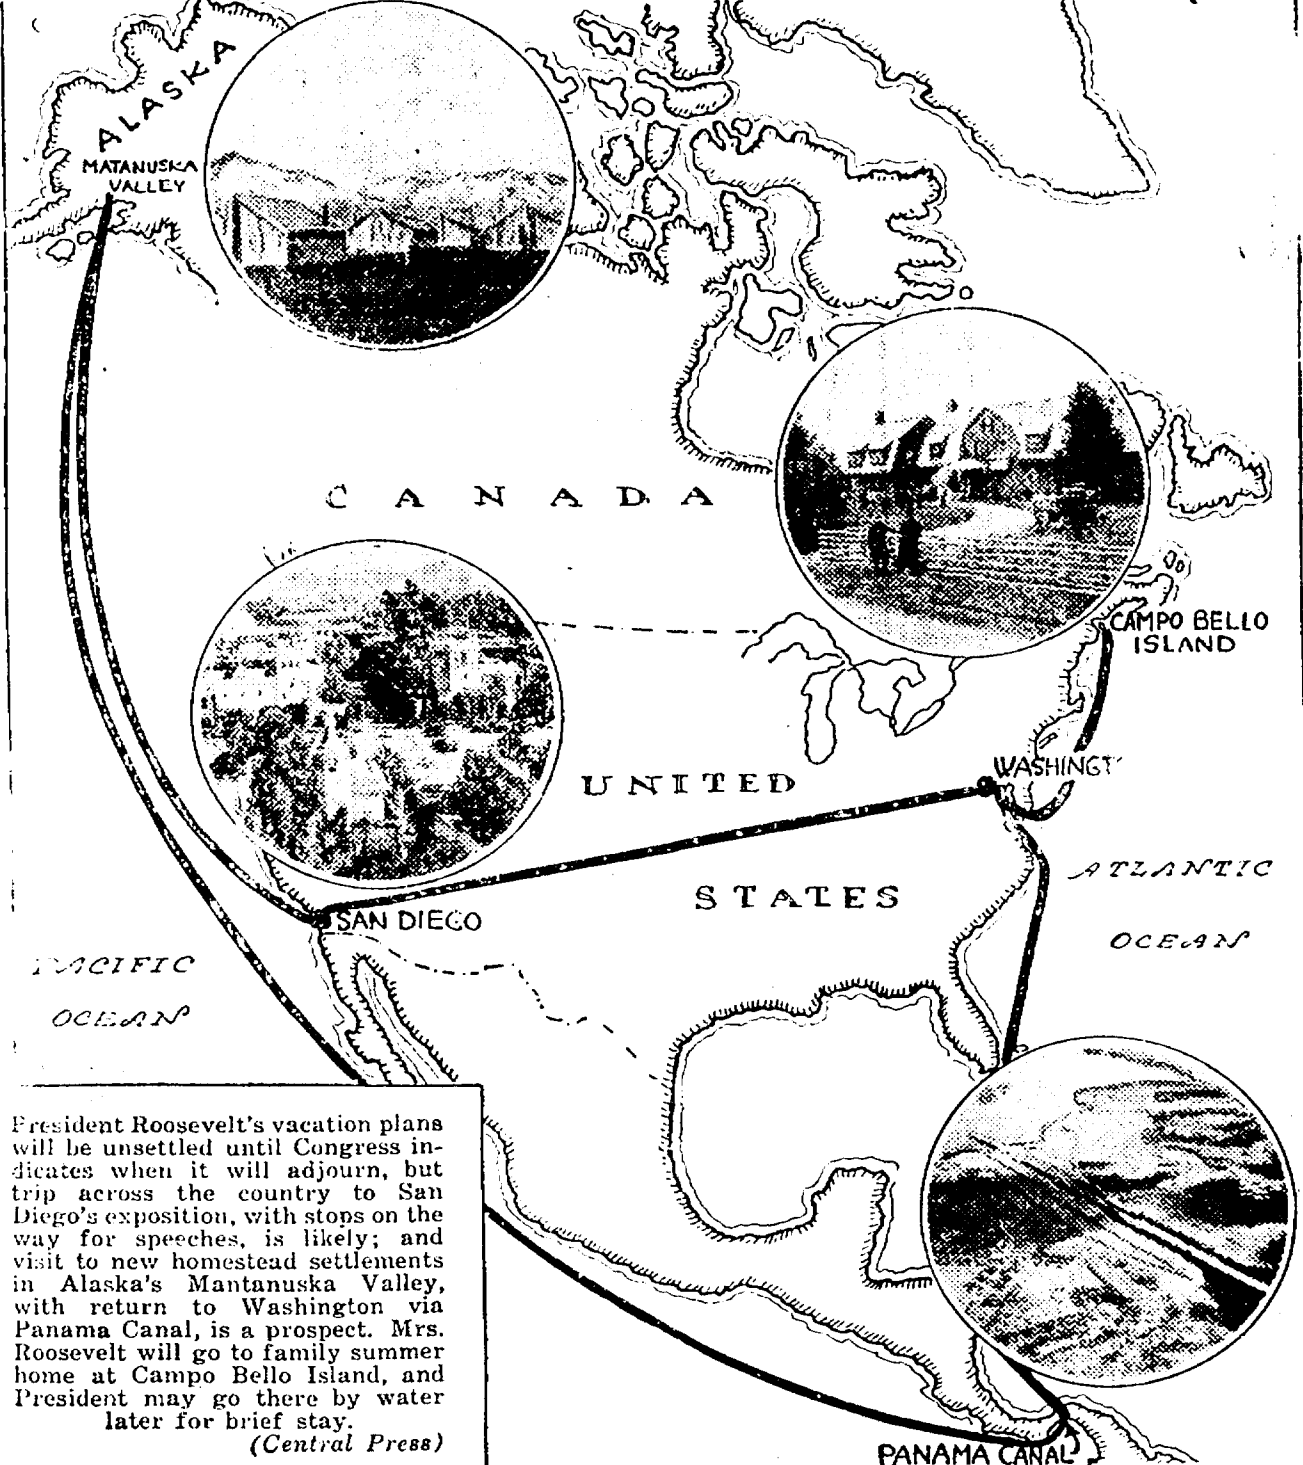 ALASKA
MATANUSKA
VALLEY
CANADA
CAMPO BELLO
ISLAND
WASHINGT
UNITED
STATES
ATLANTIC
OCEAN
SAN DIEGO
PACIFIC
OCEAN
President Roosevelt's vacation plans
will be unsettled until Congress in-
dicates when it will adjourn, but
trip across the country to San
Diego's exposition, with stops on the
way for speeches, is likely; and
visit to new homestead settlements
in Alaska's Mantanuska Valley,
with return to Washington via
Panama Canal, is a prospect. Mrs.
Roosevelt will go to family summer
home at Campo Bello Island, and
President may go there by water
later for brief stay.
(Central Press)
PANAMA CANAL